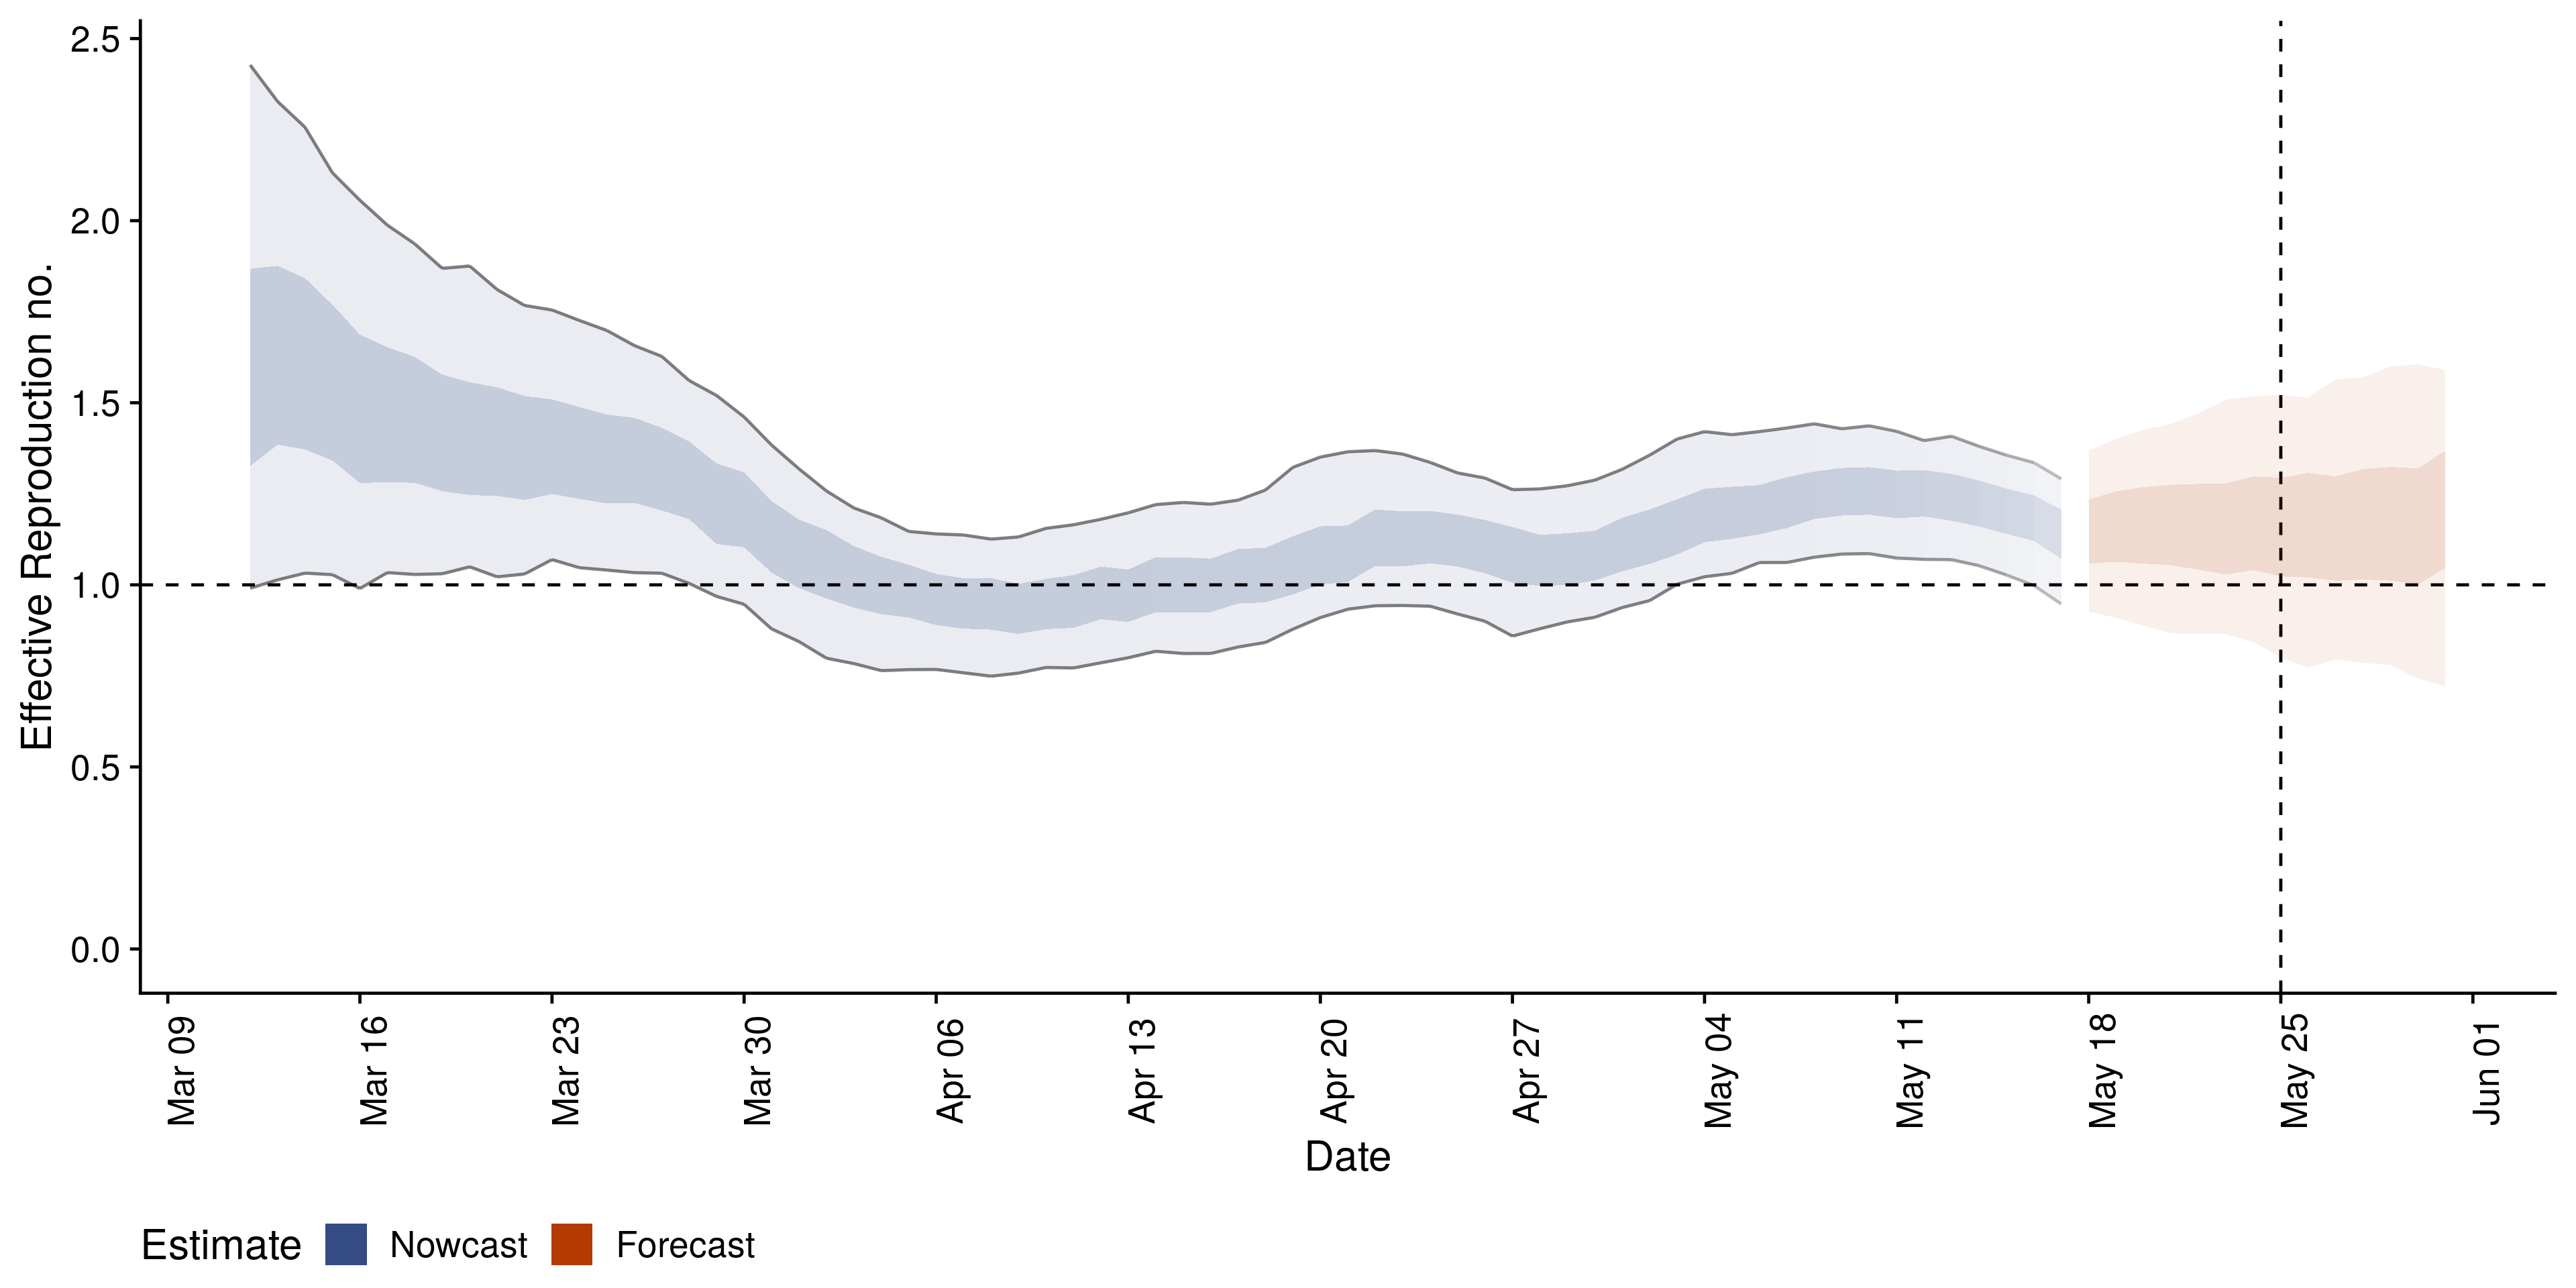 Effective Reproduction no.
2.5
2.0
1.5
1.0
0.5
0.0
Mar 09
Mar 16
Mar 23
Mar 30
Apr 06
Apr 13
Apr 20
Apr 27
May 04
May 11
May 18
May 25
Jun 01
Date
Estimate Nowcast Forecast